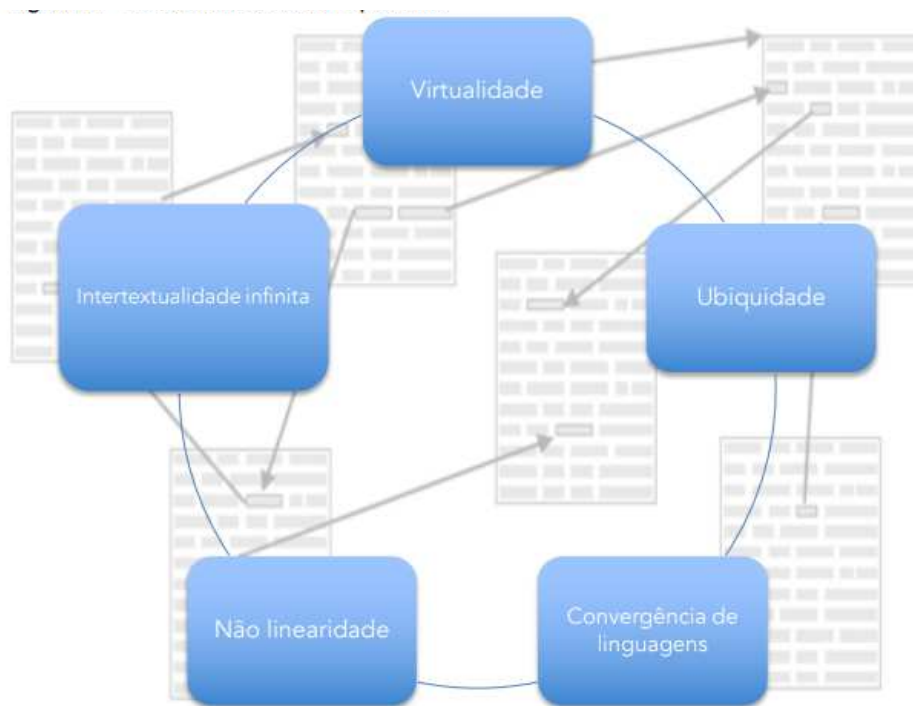 Virtualidade
Intertextualidade infinita
Ubiquidade
Não linearidade
Convergência de
linguagens